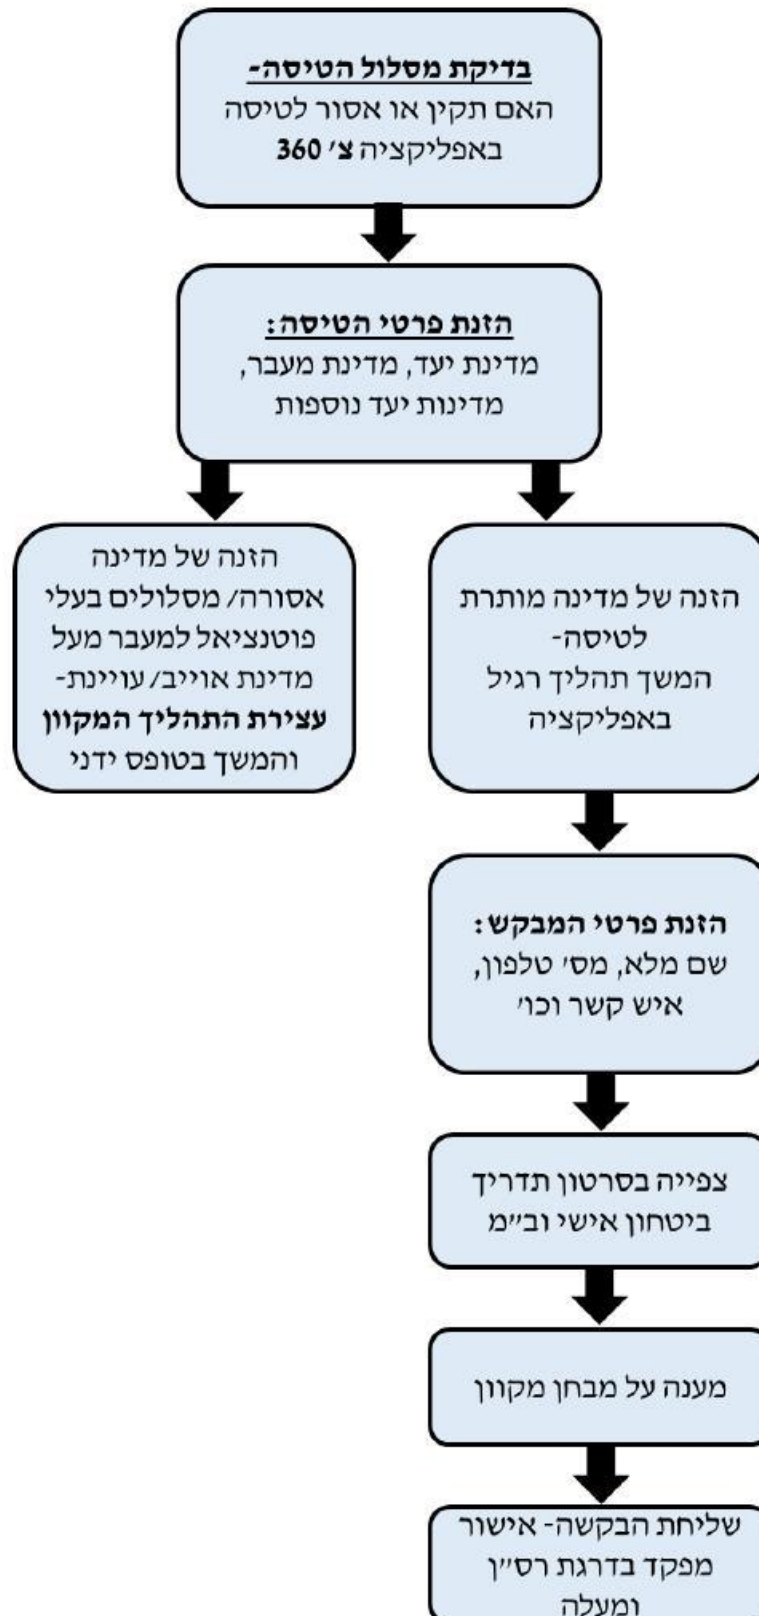 בדיקת מסלול הטיסה-
האם תקין או אסור לטיסה
באפליקציה צ' 360
הזנת פרטי הטיסה:
מדינת יעד, מדינת מעבר,
מדינות יעד נוספות
הזנה של מדינה מותרת
לטיסה-
המשך תהליך רגיל
באפליקציה
הזנה של מדינה
אסורה/ מסלולים בעלי
פוטנציאל למעבר מעל
מדינת אוייב/ עויינת-
עצירת התהליך המקוון
והמשך בטופס ידני
הזנת פרטי המבקש:
שם מלא, מס' טלפון,
איש קשר וכו'
צפייה בסרטון תדריך
ביטחון אישי וב"מ
מענה על מבחן מקוון
שליחת הבקשה- אישור
מפקד בדרגת רס"ן
ומעלה